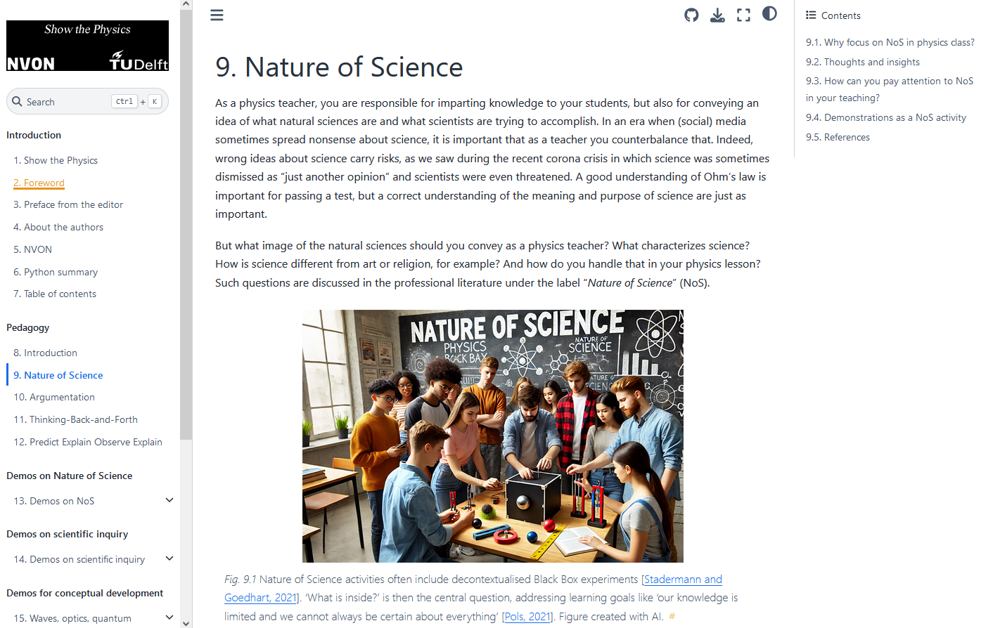 Show the Physics
NVON
TUDelft
Search
Ctrl + K
Introduction
1. Show the Physics
2. Foreword
3. Preface from the editor
4. About the authors
5. NVON
6. Python summary
7. Table of contents
Pedagogy
8. Introduction
9. Nature of Science
10. Argumentation
11. Thinking-Back-and-Forth
12. Predict Explain Observe Explain
Demos on Nature of Science
13. Demos on NoS
Demos on scientific inquiry
14. Demos on scientific inquiry
Demos for conceptual development
15. Waves, optics, quantum
9. Nature of Science
As a physics teacher, you are responsible for imparting knowledge to your students, but also for conveying an
idea of what natural sciences are and what scientists are trying to accomplish. In an era when (social) media
sometimes spread nonsense about science, it is important that as a teacher you counterbalance that. Indeed,
wrong ideas about science carry risks, as we saw during the recent corona crisis in which science was sometimes
dismissed as “just another opinion” and scientists were even threatened. A good understanding of Ohm’s law is
important for passing a test, but a correct understanding of the meaning and purpose of science are just as
important.
But what image of the natural sciences should you convey as a physics teacher? What characterizes science?
How is science different from art or religion, for example? And how do you handle that in your physics lesson?
Such questions are discussed in the professional literature under the label “Nature of Science” (NoS).
NATURE OF SCIENCE
PHYSICS
BOCK BAX
NATURE OF
SCIENCE
Fig. 9.1 Nature of Science activities often include decontextualised Black Box experiments [Stadermann and
Goedhart, 2021]. ‘What is inside?’ is then the central question, addressing learning goals like ‘our knowledge is
limited and we cannot always be certain about everything’ [Pols, 2021]. Figure created with AI. #
Contents
9.1. Why focus on NoS in physics class?
9.2. Thoughts and insights
9.3. How can you pay attention to NoS
in your teaching?
9.4. Demonstrations as a NoS activity
9.5. References